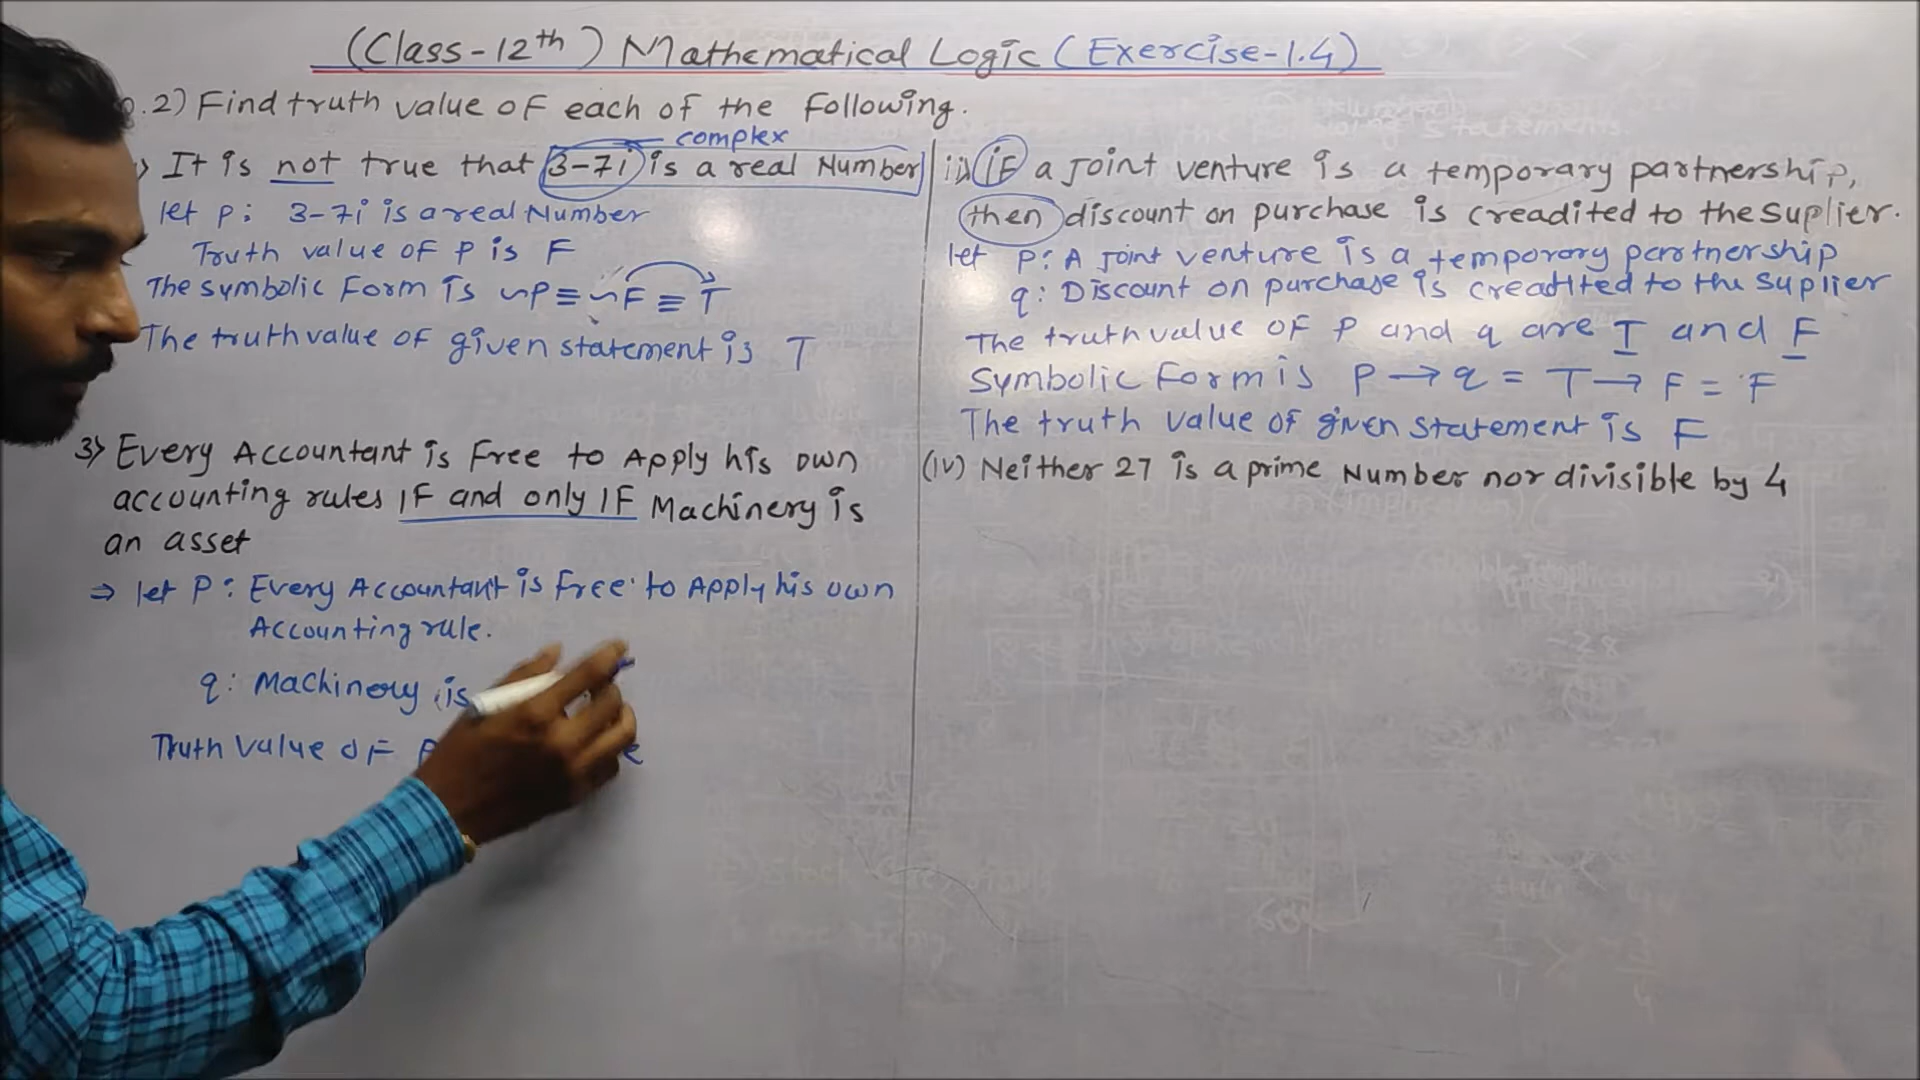 (Class-12th) Mathematical Logic (Exercise-1.4)
.2) Find truth value of each of the following.
complex
It is not true that 3-7i is a real Number
let p: 3-7i is a real Number
Truth value of P is F
The symbolic Form is ~P ≡ ~F ≡ T
The truth value of given statement is T
3) Every Accountant is Free to Apply his own
accounting rules IF and only IF Machinery is
an asset
⇒ let P: Every Accountant is Free to Apply his own
Accounting rule.
q: Machinery is
Truth Value of
ii) IF a Joint venture is a temporary partnership,
then discount on purchase is creadited to the Suplier.
let P: A Joint venture is a temporory partnership
q: Discount on purchase is creadited to the Suplier
The truth value of P and q are T and F
Symbolic Form is P → q = T → F = F
The truth value of given statement is F
(iv) Neither 27 is a prime Number nor divisible by 4